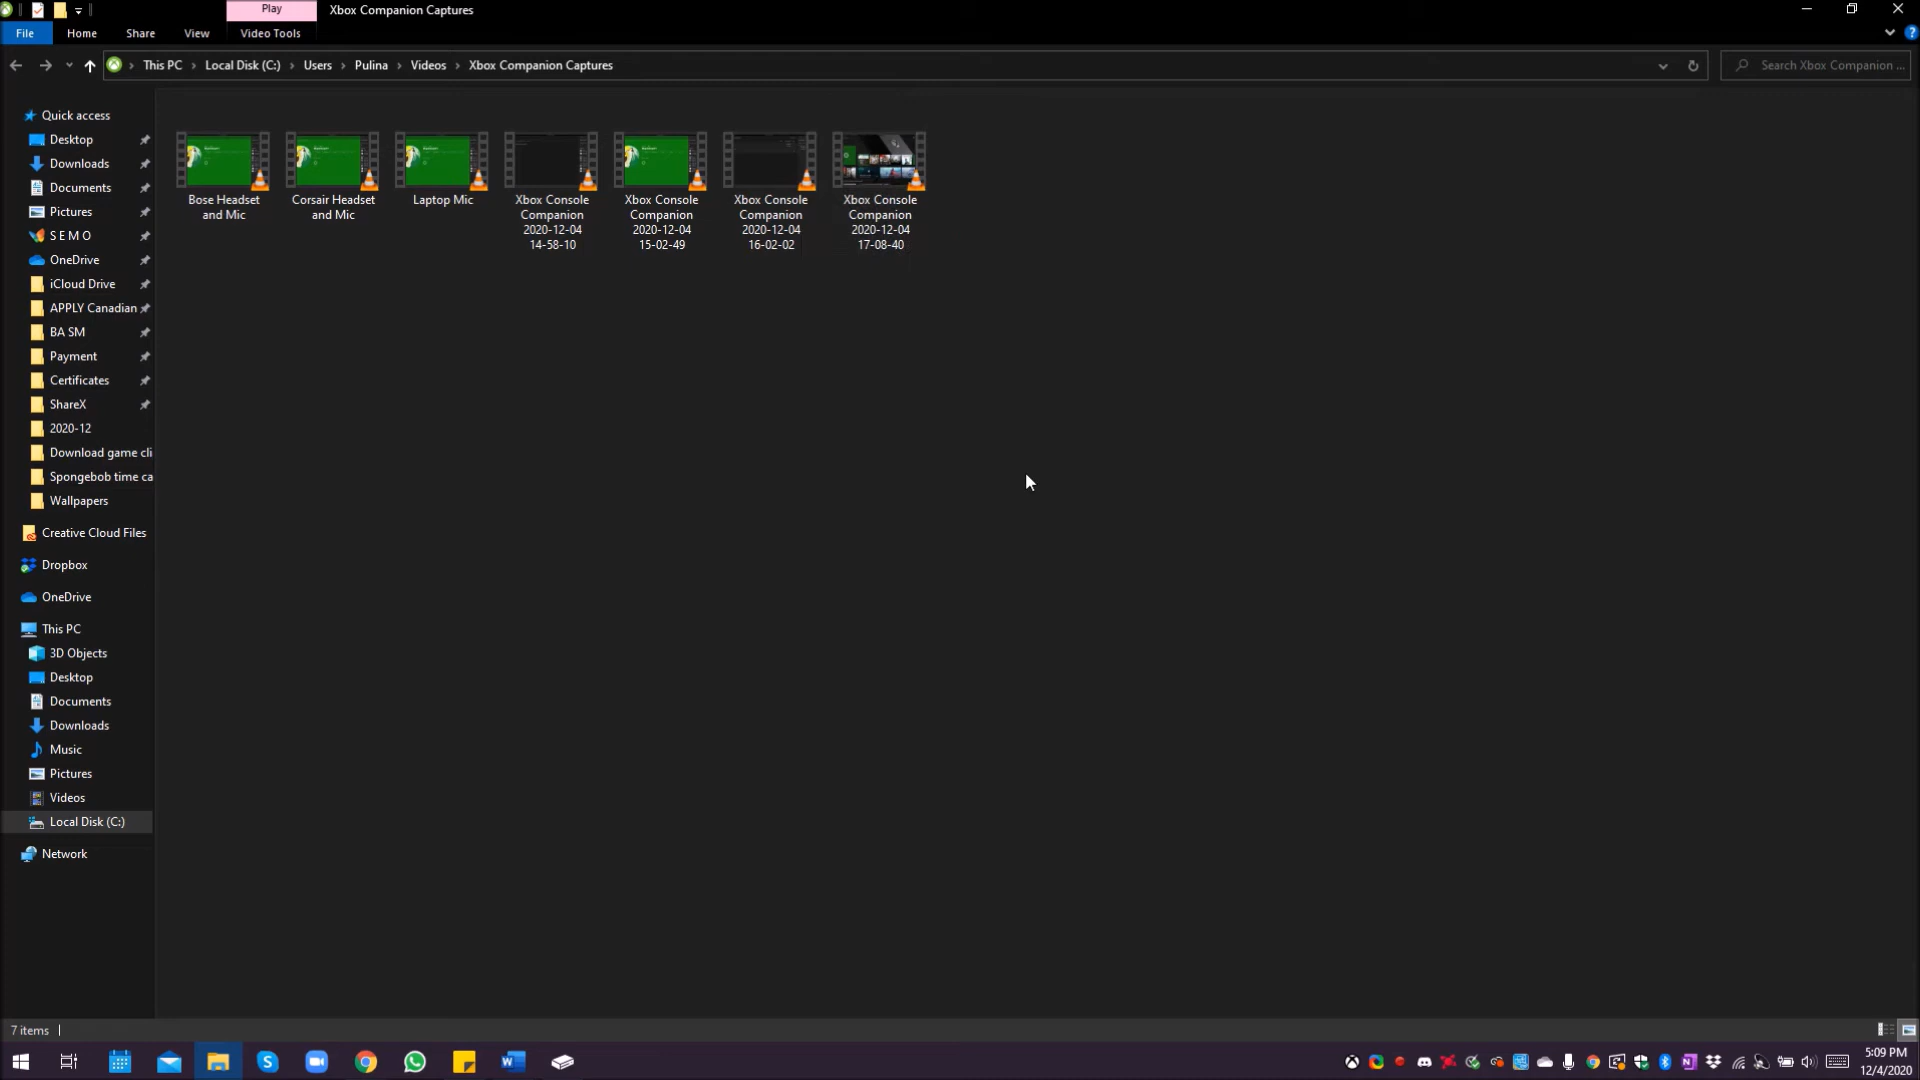 Play
Xbox Companion Captures
File
Home
Share
View
Video Tools
This PC
Local Disk (C:)
Users
Pulina
Videos
Xbox Companion Captures
Search Xbox Companion ...
Quick access
Desktop
Downloads
Documents
Pictures
S E M O
OneDrive
iCloud Drive
APPLY Canadian
BA SM
Payment
Certificates
ShareX
2020-12
Download game cli
Spongebob time ca
Wallpapers
Creative Cloud Files
Dropbox
OneDrive
This PC
3D Objects
Desktop
Documents
Downloads
Music
Pictures
Videos
Local Disk (C:)
Network
Bose Headset
and Mic
Corsair Headset
and Mic
Laptop Mic
Xbox Console
Companion
2020-12-04
14-58-10
Xbox Console
Companion
2020-12-04
15-02-49
Xbox Console
Companion
2020-12-04
16-02-02
Xbox Console
Companion
2020-12-04
17-08-40
7 items
5:09 PM
12/4/2020